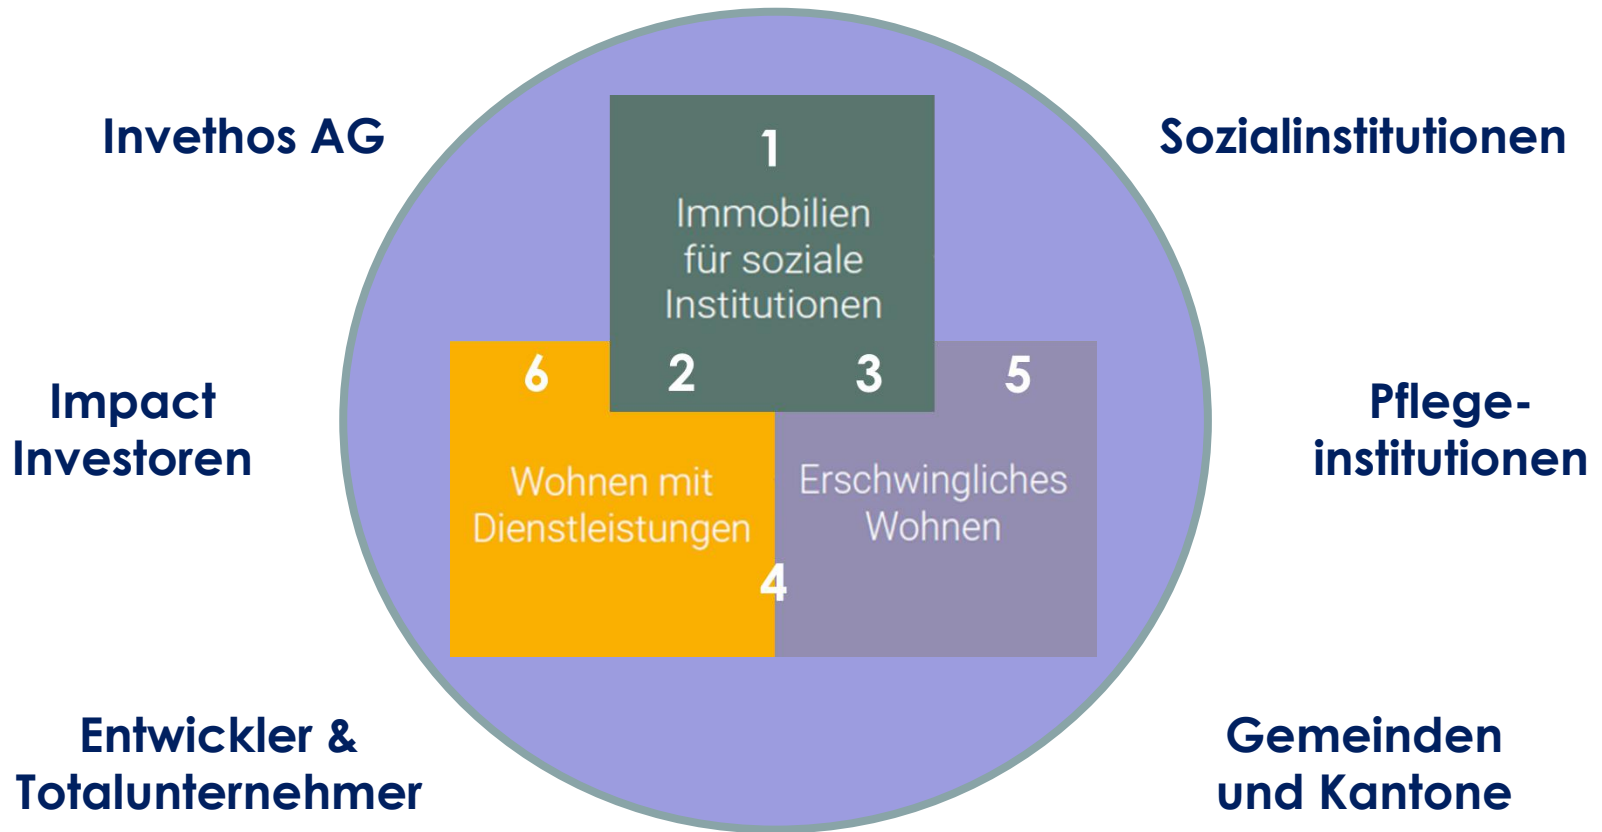 Invethos AG
Sozialinstitutionen
1
Immobilien
für soziale
Institutionen
6
2
3
5
Impact
Investoren
Pflege-
institutionen
Wohnen mit
Dienstleistungen
Erschwingliches
Wohnen
4
Entwickler &
Totalunternehmer
Gemeinden
und Kantone